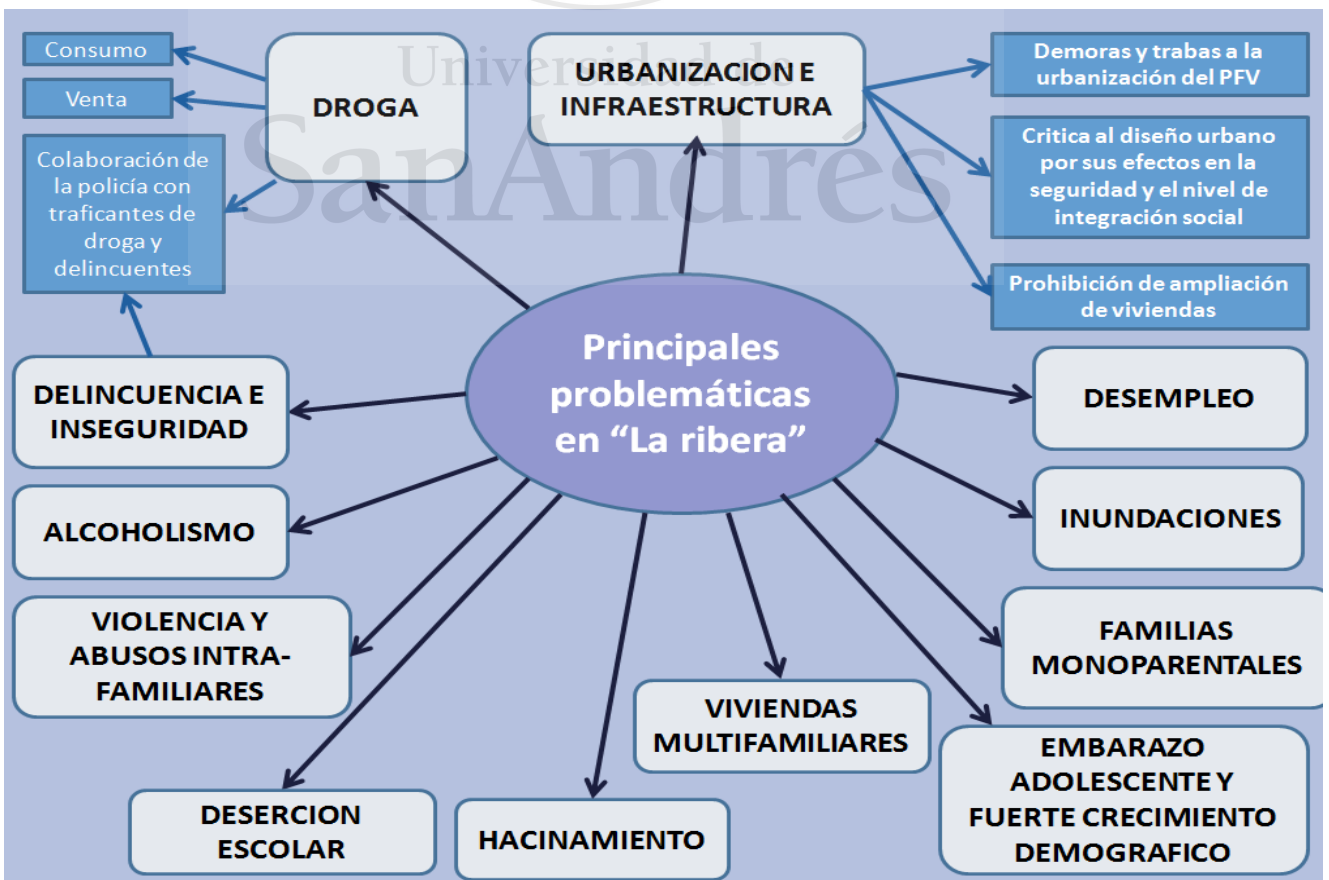 Universidad de
SanAndrés
Consumo
Venta
Colaboración de
la policía con
traficantes de
droga y
delincuentes
DROGA
URBANIZACION E
INFRAESTRUCTURA
Demoras y trabas a la
urbanización del PFV
Critica al diseño urbano
por sus efectos en la
seguridad y el nivel de
integración social
Prohibición de ampliación
de viviendas
Principales
problemáticas
en “La ribera”
DELINCUENCIA E
INSEGURIDAD
DESEMPLEO
ALCOHOLISMO
INUNDACIONES
VIOLENCIA Y
ABUSOS INTRA-
FAMILIARES
FAMILIAS
MONOPARENTALES
VIVIENDAS
MULTIFAMILIARES
EMBARAZO
ADOLESCENTE Y
FUERTE CRECIMIENTO
DEMOGRAFICO
DESERCION
ESCOLAR
HACINAMIENTO